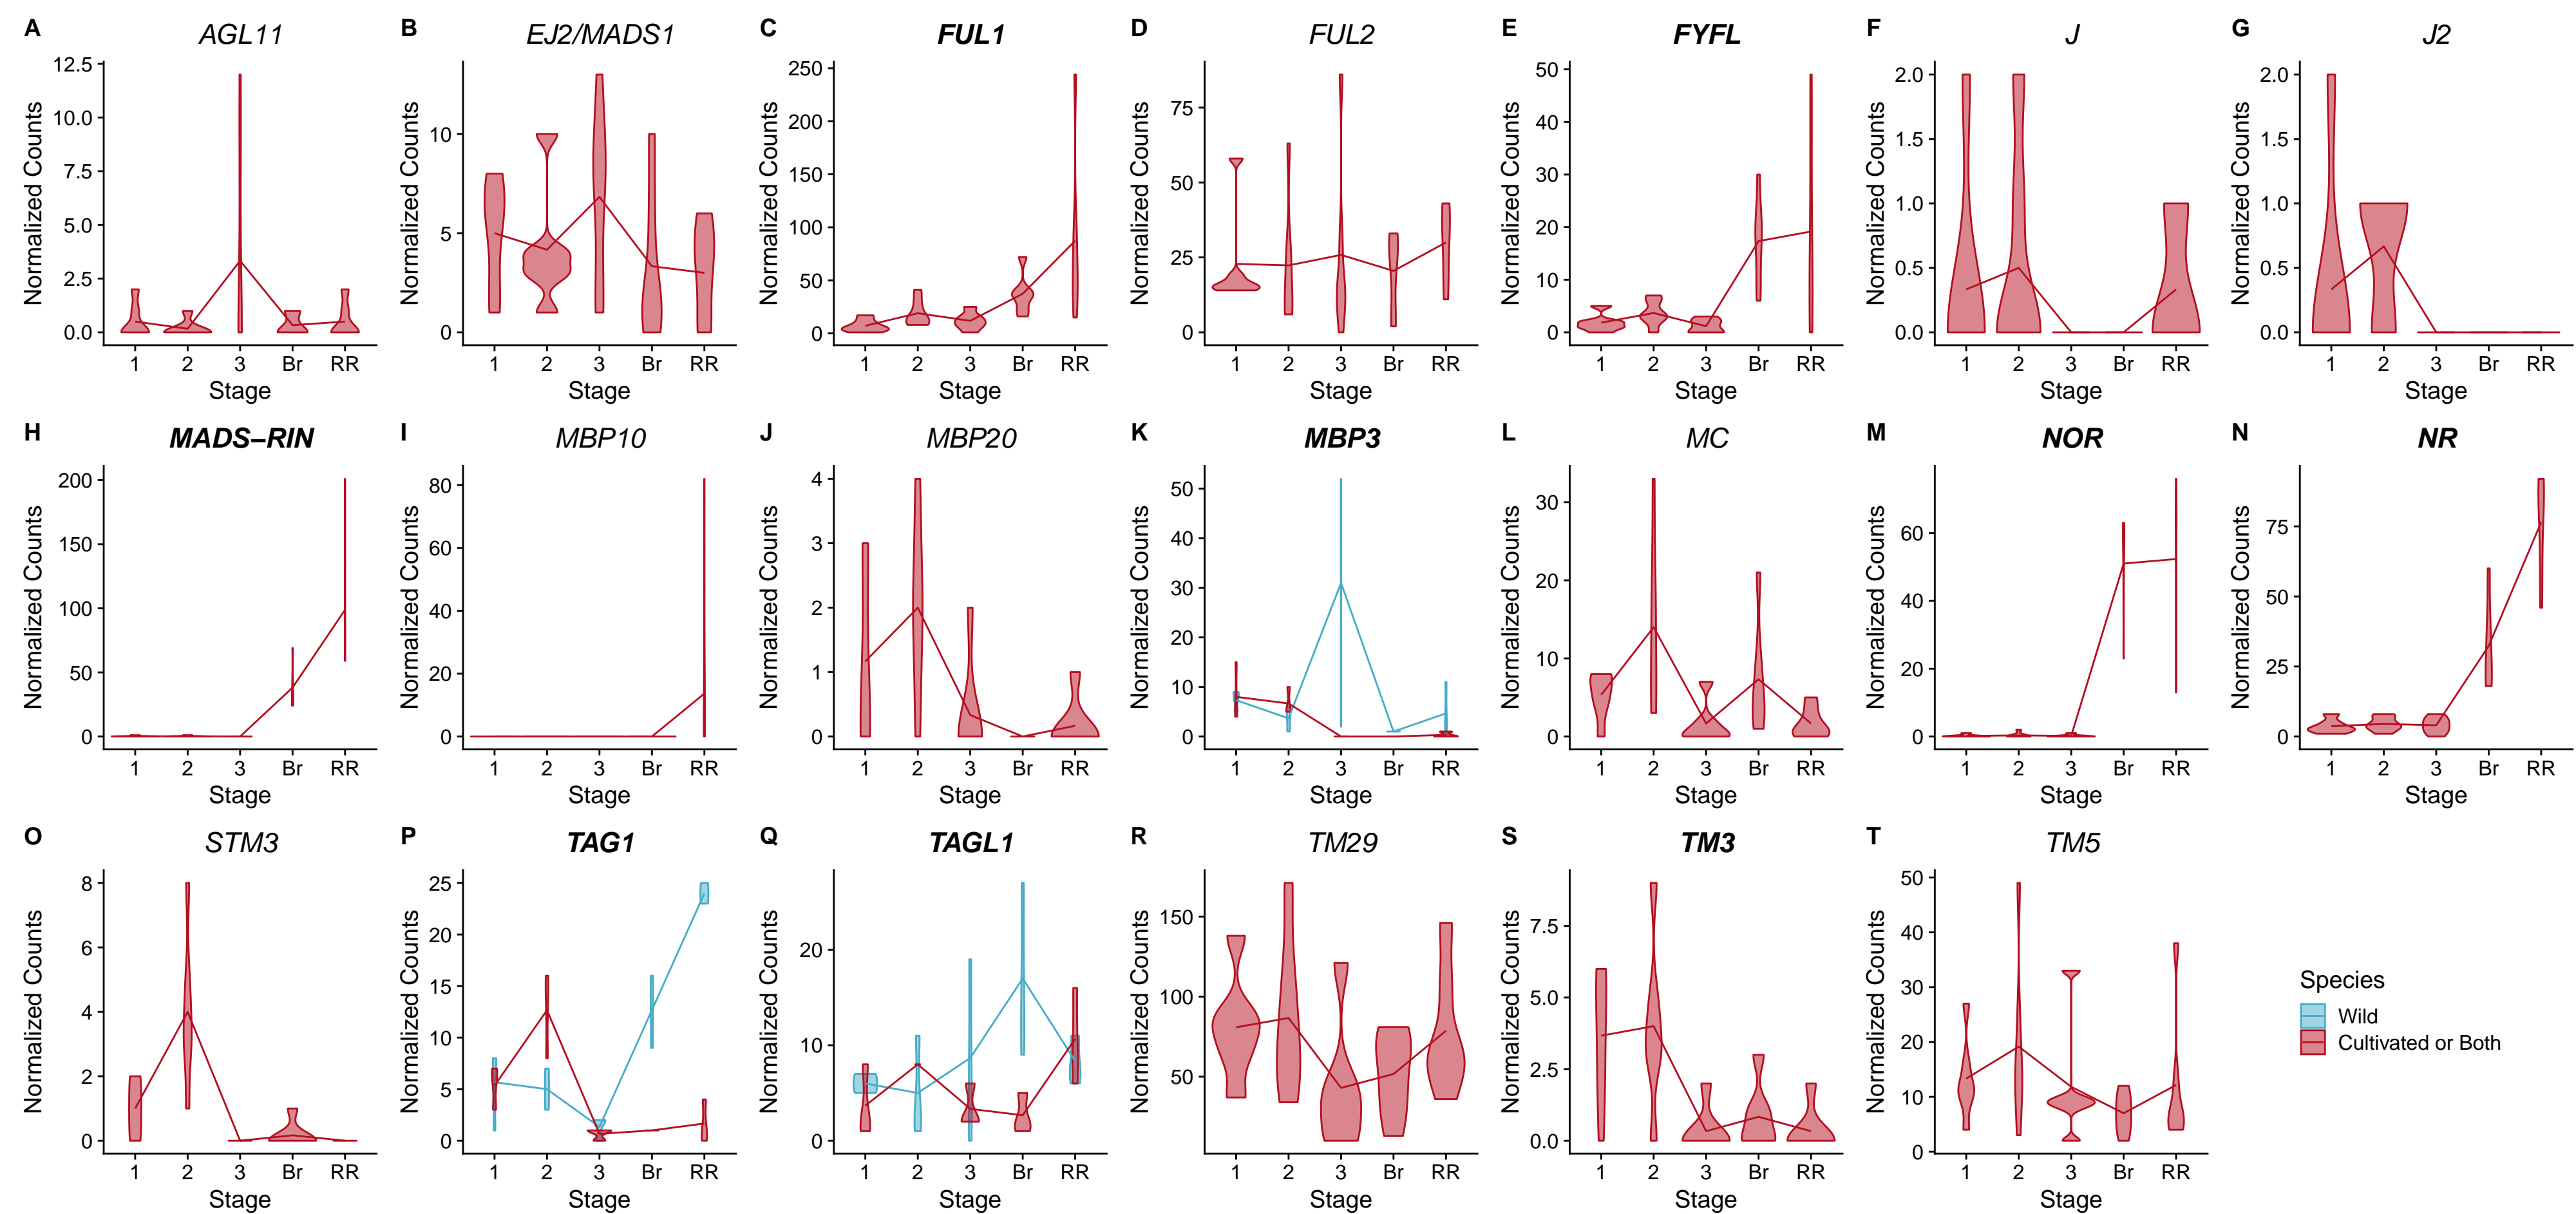 A AGL11 B EJ2/MADS1 C FUL1 D FUL2 E FYFL F J G J2
Normalized Counts
12.5
10.0
7.5
5.0
2.5
0.0
1 2 3 Br RR
Stage
Normalized Counts
10
5
0
1 2 3 Br RR
Stage
Normalized Counts
250
200
150
100
50
0
1 2 3 Br RR
Stage
Normalized Counts
75
50
25
0
1 2 3 Br RR
Stage
Normalized Counts
50
40
30
20
10
0
1 2 3 Br RR
Stage
Normalized Counts
2.0
1.5
1.0
0.5
0.0
1 2 3 Br RR
Stage
Normalized Counts
2.0
1.5
1.0
0.5
0.0
1 2 3 Br RR
Stage
H MADS–RIN I MBP10 J MBP20 K MBP3 L MC M NOR N NR
Normalized Counts
200
150
100
50
0
1 2 3 Br RR
Stage
Normalized Counts
80
60
40
20
0
1 2 3 Br RR
Stage
Normalized Counts
4
3
2
1
0
1 2 3 Br RR
Stage
Normalized Counts
50
40
30
20
10
0
1 2 3 Br RR
Stage
Normalized Counts
30
20
10
0
1 2 3 Br RR
Stage
Normalized Counts
60
40
20
0
1 2 3 Br RR
Stage
Normalized Counts
75
50
25
0
1 2 3 Br RR
Stage
O STM3 P TAG1 Q TAGL1 R TM29 S TM3 T TM5
Normalized Counts
8
6
4
2
0
1 2 3 Br RR
Stage
Normalized Counts
25
20
15
10
5
0
1 2 3 Br RR
Stage
Normalized Counts
20
10
0
1 2 3 Br RR
Stage
Normalized Counts
150
100
50
1 2 3 Br RR
Stage
Normalized Counts
7.5
5.0
2.5
0.0
1 2 3 Br RR
Stage
Normalized Counts
50
40
30
20
10
0
1 2 3 Br RR
Stage
Species
Wild
Cultivated or Both